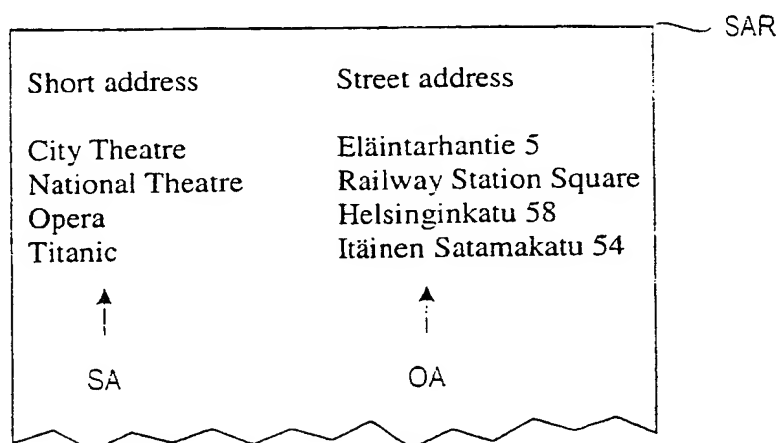 SAR
Short address Street address
City Theatre Eläintarhantie 5
National Theatre Railway Station Square
Opera Helsinginkatu 58
Titanic Itäinen Satamakatu 54
SA OA